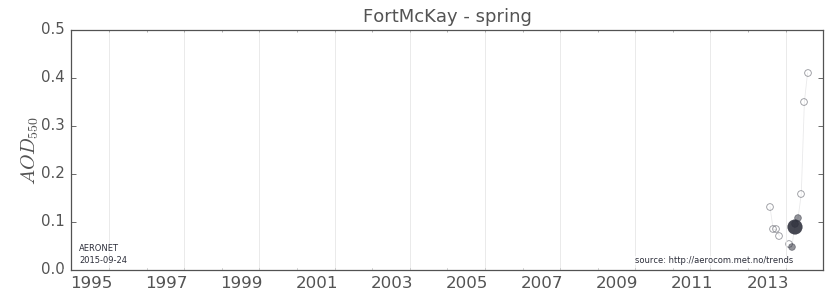 FortMcKay - spring
0.5
0.4
0.3
0.2
0.1
0.0
AOD550
AERONET
2015-09-24
source: http://aerocom.met.no/trends
1995 1997 1999 2001 2003 2005 2007 2009 2011 2013